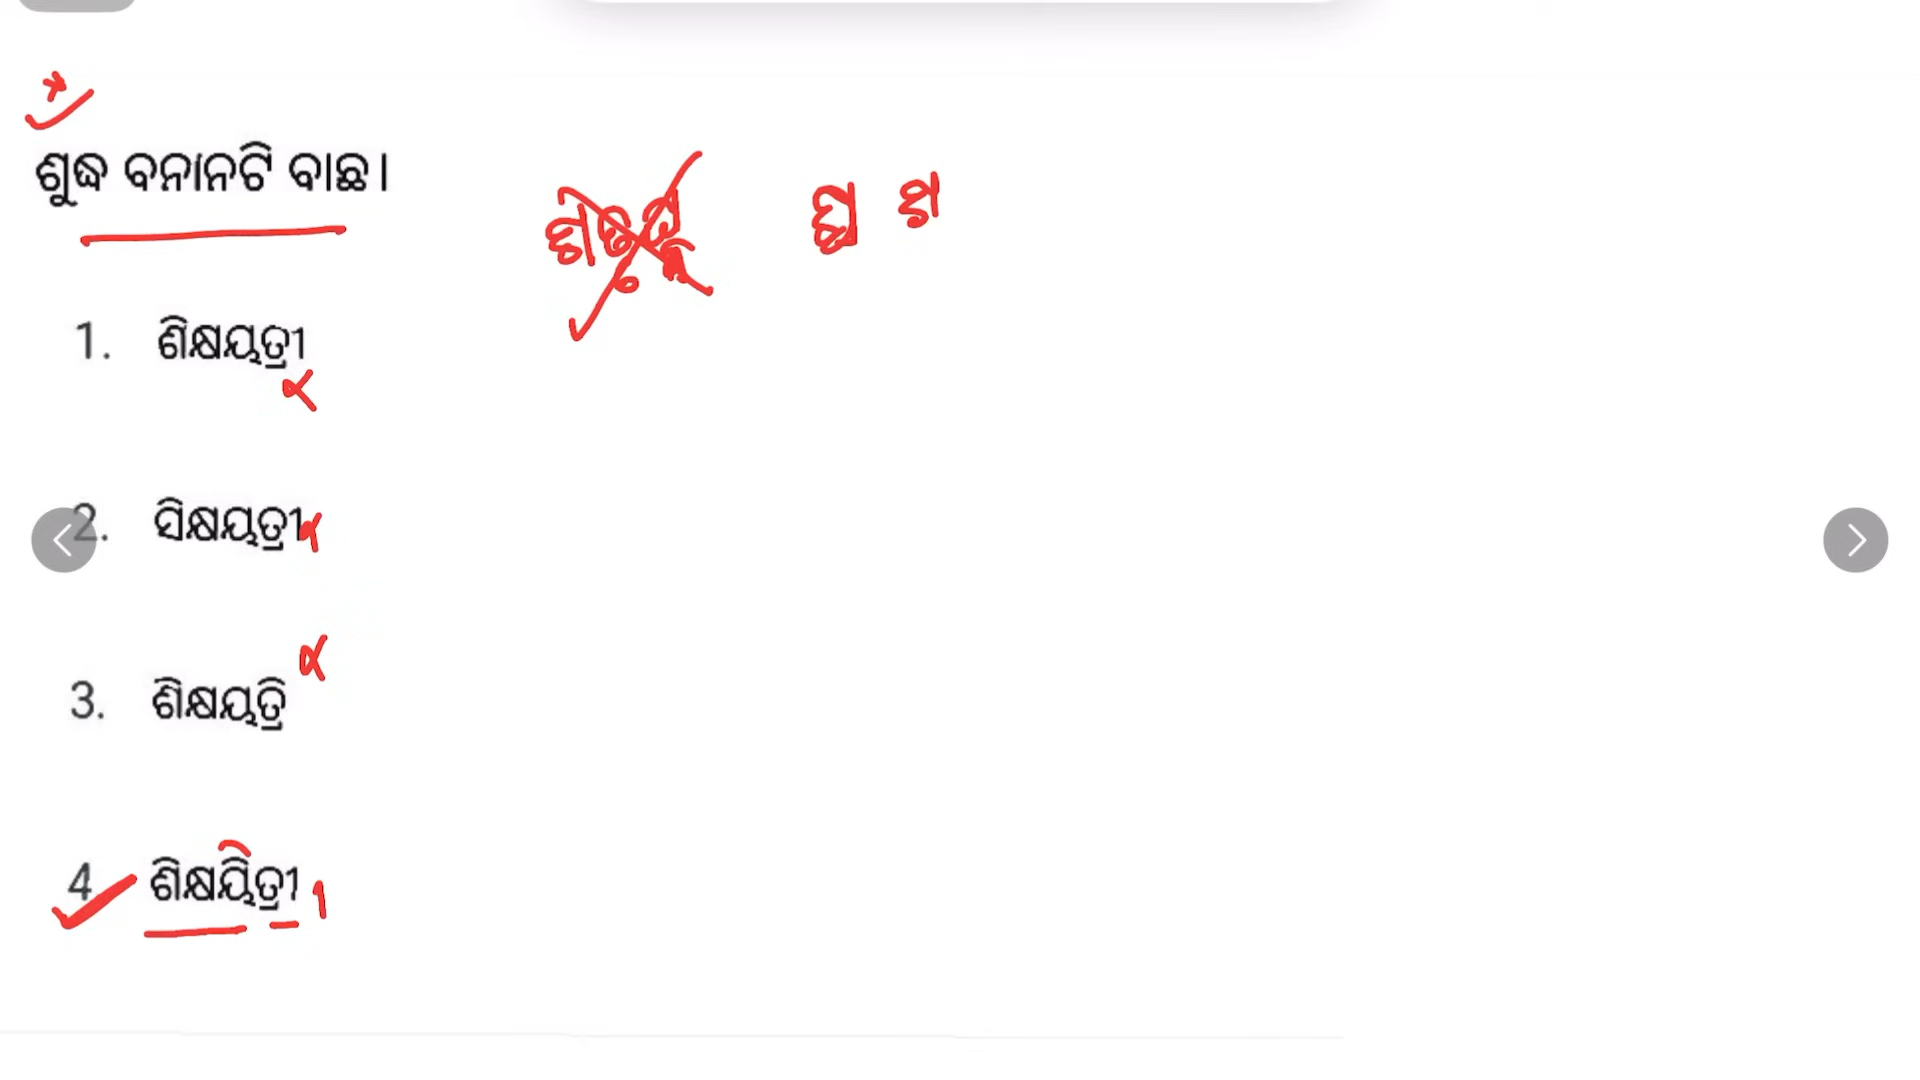 ଶୁଦ୍ଧ ବନାନଟି ବାଛ।
1. ଶିକ୍ଷୟତ୍ରୀ
2. ସିକ୍ଷୟତ୍ରୀ
3. ଶିକ୍ଷୟତ୍ରି
4 ଶିକ୍ଷୟିତ୍ରୀ